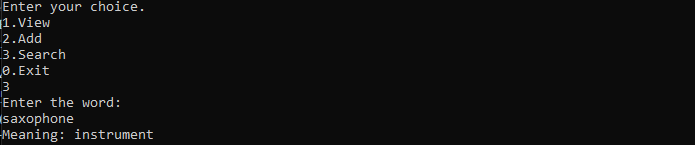 Enter your choice.
1.View
2.Add
3.Search
0.Exit
3
Enter the word:
saxophone
Meaning: instrument